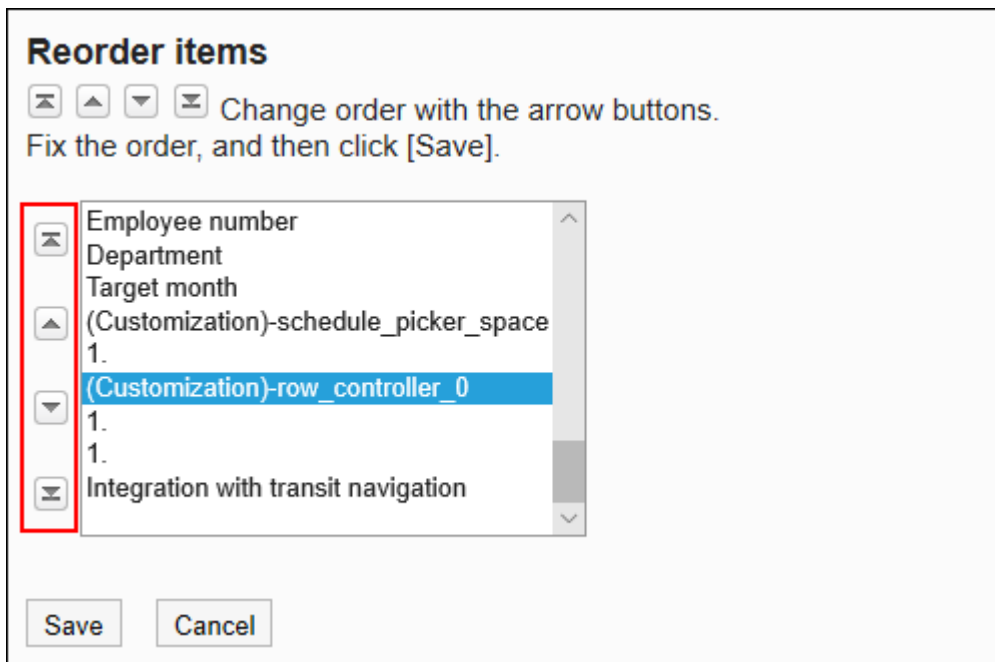 Reorder items
Change order with the arrow buttons.
Fix the order, and then click [Save].
Employee number
Department
Target month
(Customization)-schedule_picker_space
1.
(Customization)-row_controller_0
1.
1.
Integration with transit navigation
Save Cancel